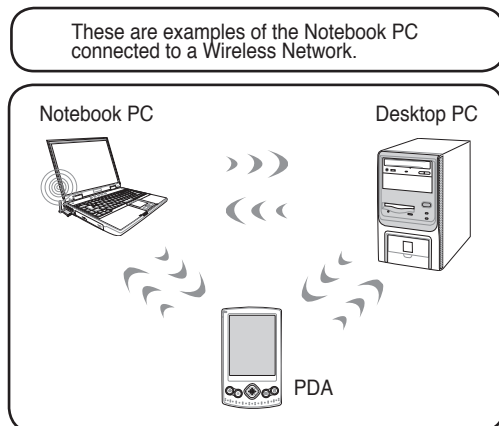 These are examples of the Notebook PC
connected to a Wireless Network.
Notebook PC
Desktop PC
PDA